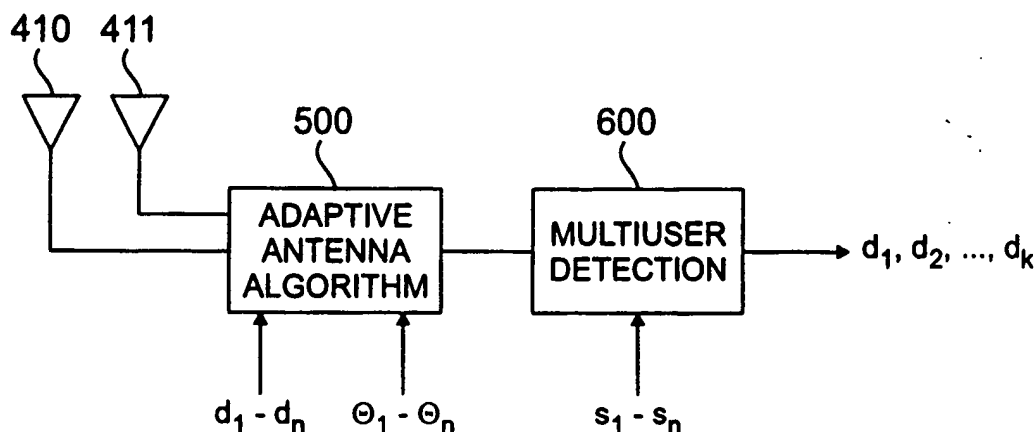 410 411
500 600
ADAPTIVE
ANTENNA
ALGORITHM
MULTIUSER
DETECTION
d₁, d₂, ..., dₖ
d₁ - dₙ Θ₁ - Θₙ s₁ - sₙ